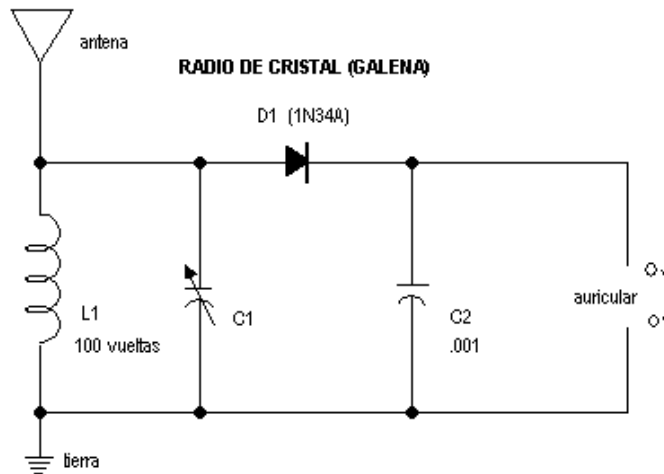 antena
RADIO DE CRISTAL (GALENA)
D1 (1N34A)
L1
100 vueltas
C1
C2
.001
auricular
tierra